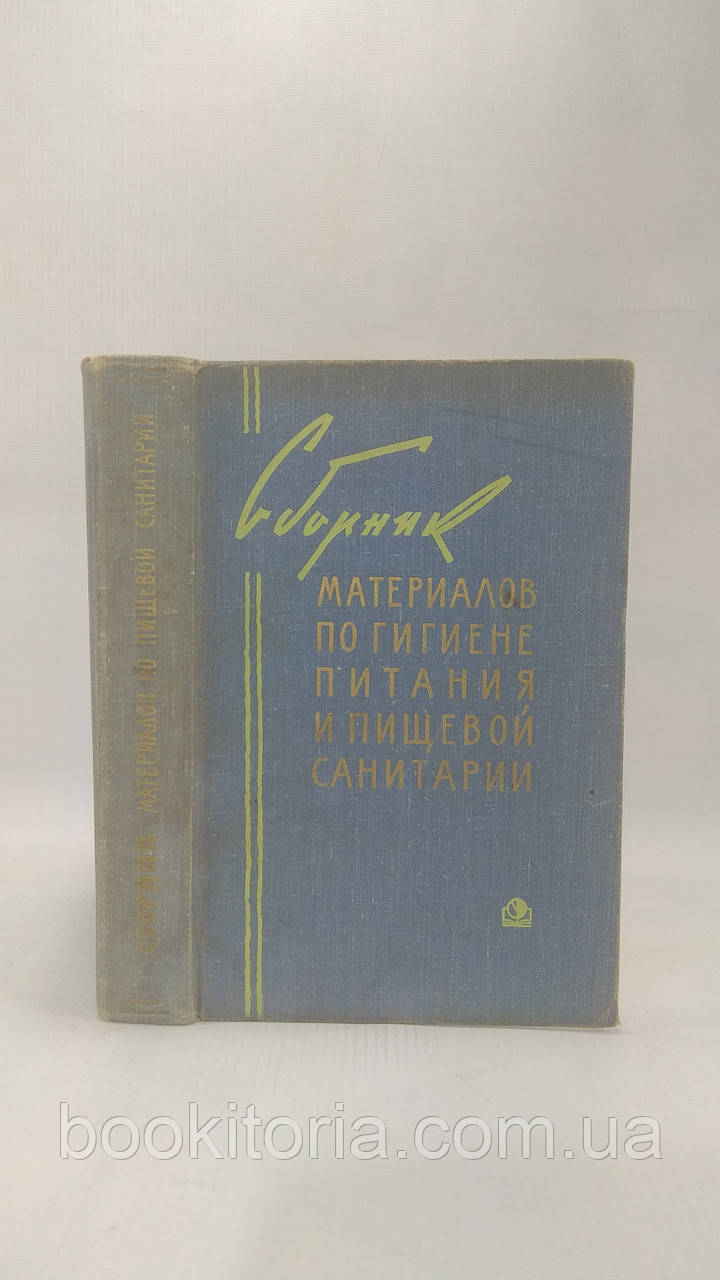 СБОРНИК МАТЕРИАЛОВ ПО ПИЩЕВОЙ САНИТАРИИ
Сборник
МАТЕРИАЛОВ
ПО ГИГИЕНЕ
ПИТАНИЯ
И ПИЩЕВОЙ
САНИТАРИИ
bookitoria.com.ua